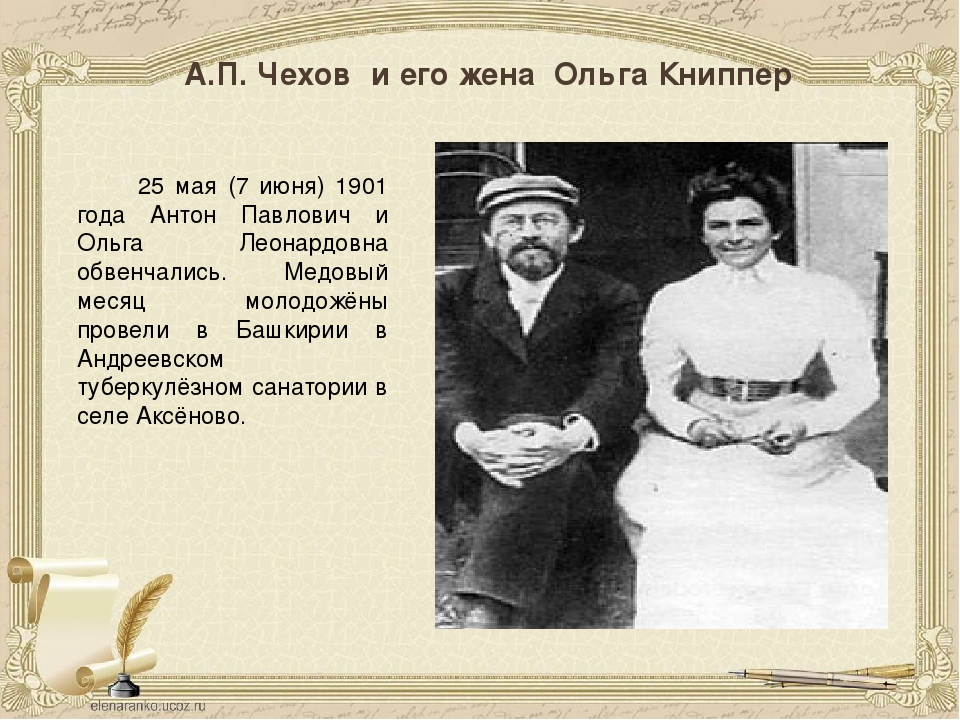 А.П. Чехов и его жена Ольга Книппер
25 мая (7 июня) 1901
года Антон Павлович и
Ольга Леонардовна
обвенчались. Медовый
месяц молодожёны
провели в Башкирии в
Андреевском
туберкулёзном санатории в
селе Аксёново.
elenaranko.ucoz.ru